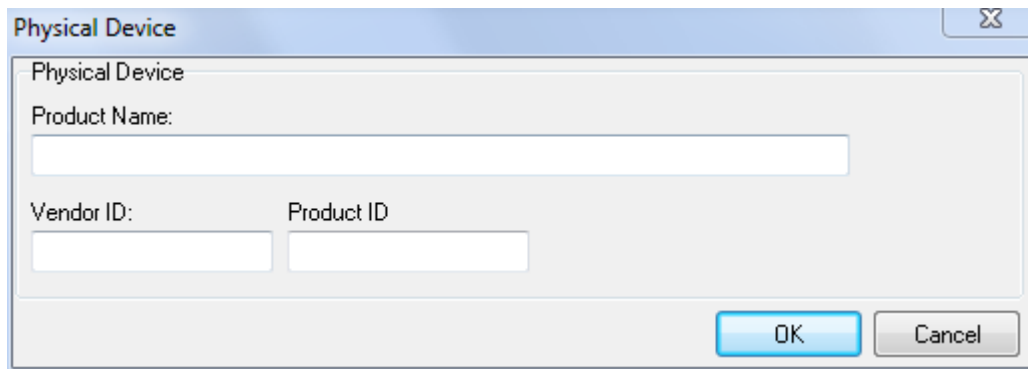 Physical Device
Physical Device
Product Name:
Vendor ID: Product ID
OK Cancel